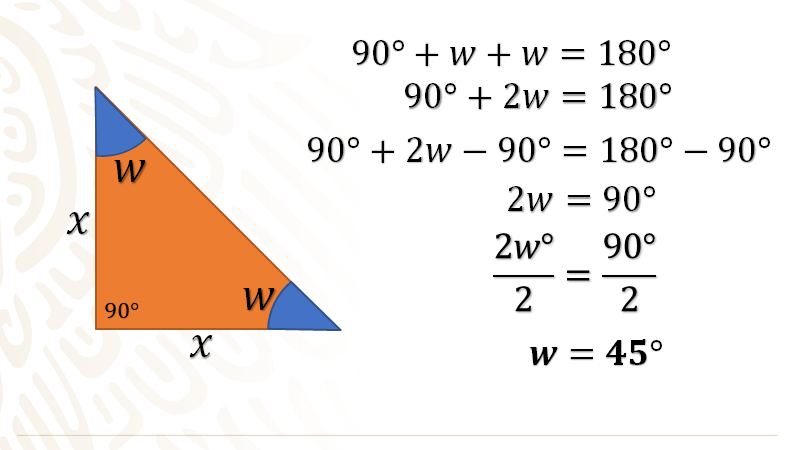 90° + w + w = 180°
90° + 2w = 180°
90° + 2w − 90° = 180° − 90°
2w = 90°
2w°/2 = 90°/2
w = 45°
w
x
w
90°
x